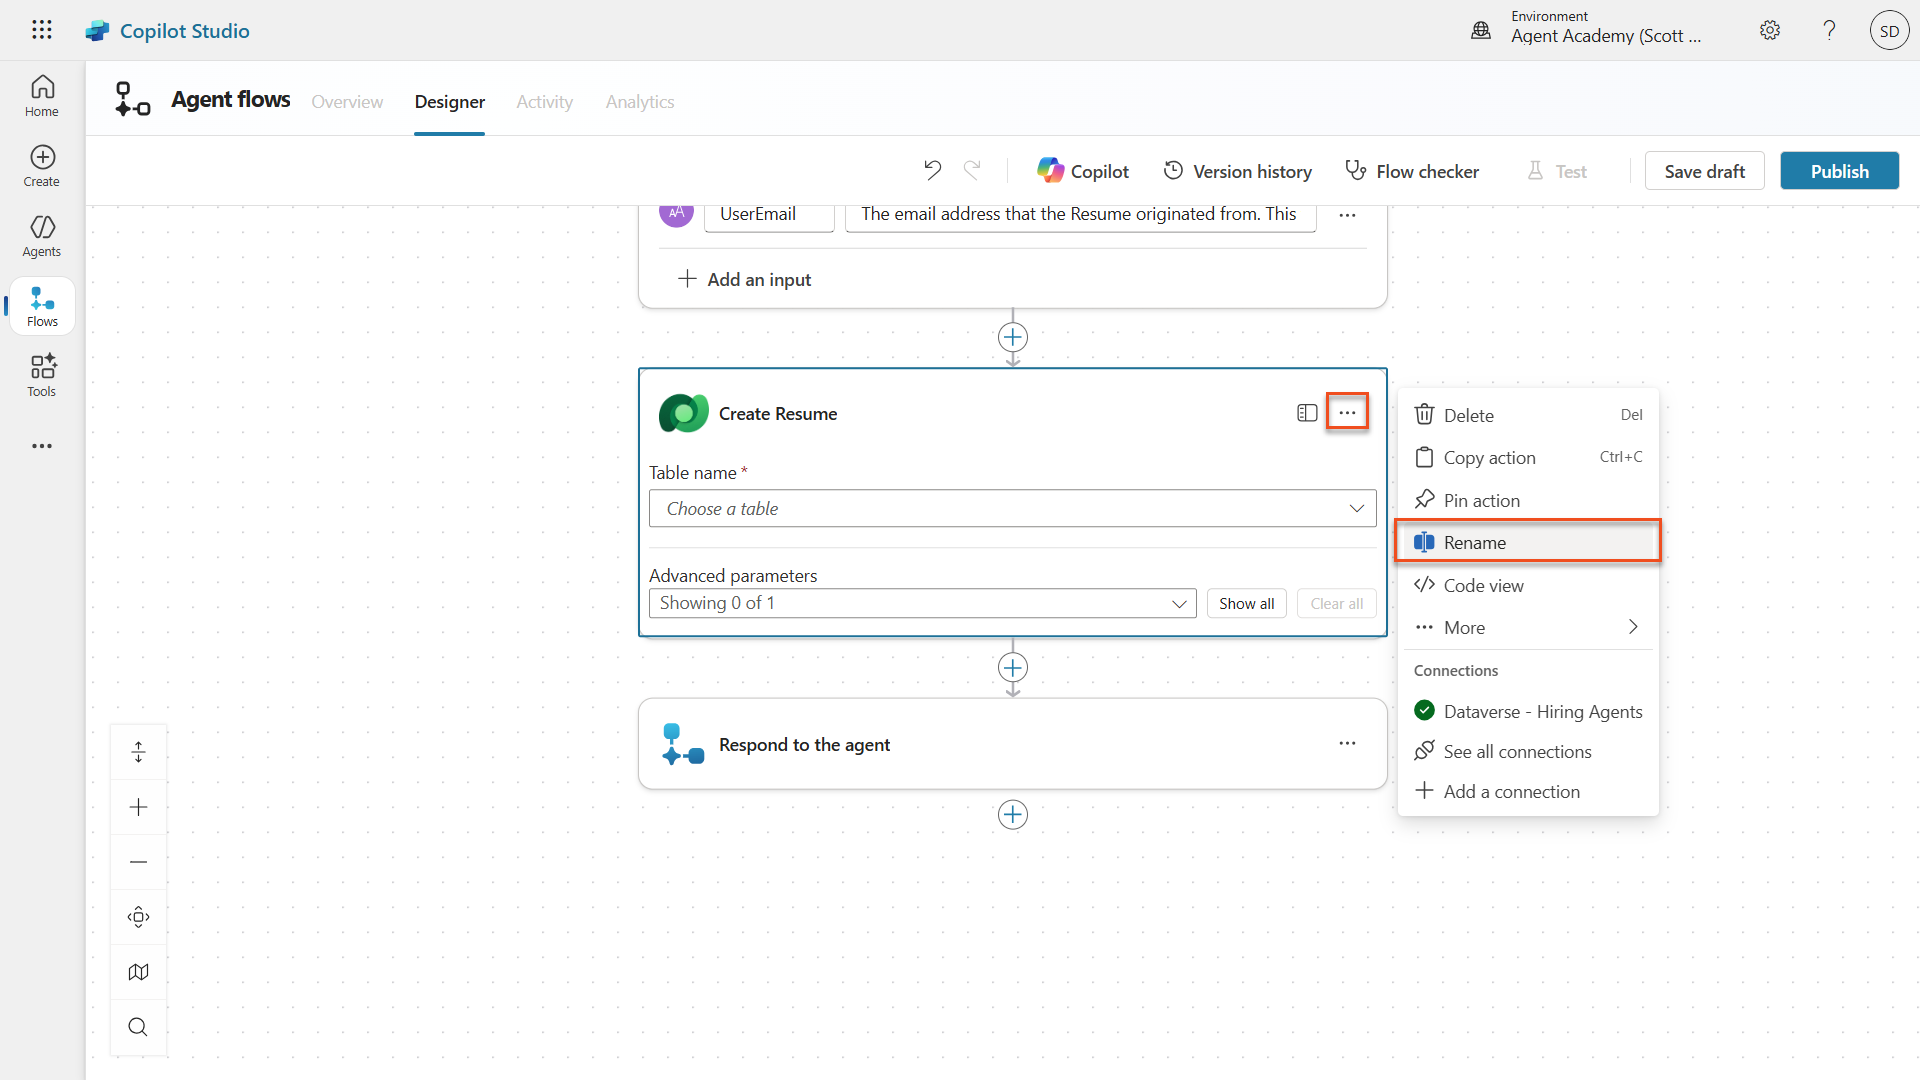 Copilot Studio
Environment
Agent Academy (Scott ...
SD
Home
Create
Agents
Flows
Tools
Agent flows
Overview
Designer
Activity
Analytics
Copilot
Version history
Flow checker
Test
Save draft
Publish
AA
UserEmail
The email address that the Resume originated from. This
Add an input
Create Resume
Table name *
Choose a table
Advanced parameters
Showing 0 of 1
Show all
Clear all
Respond to the agent
Delete Del
Copy action Ctrl+C
Pin action
Rename
Code view
More
Connections
Dataverse - Hiring Agents
See all connections
Add a connection